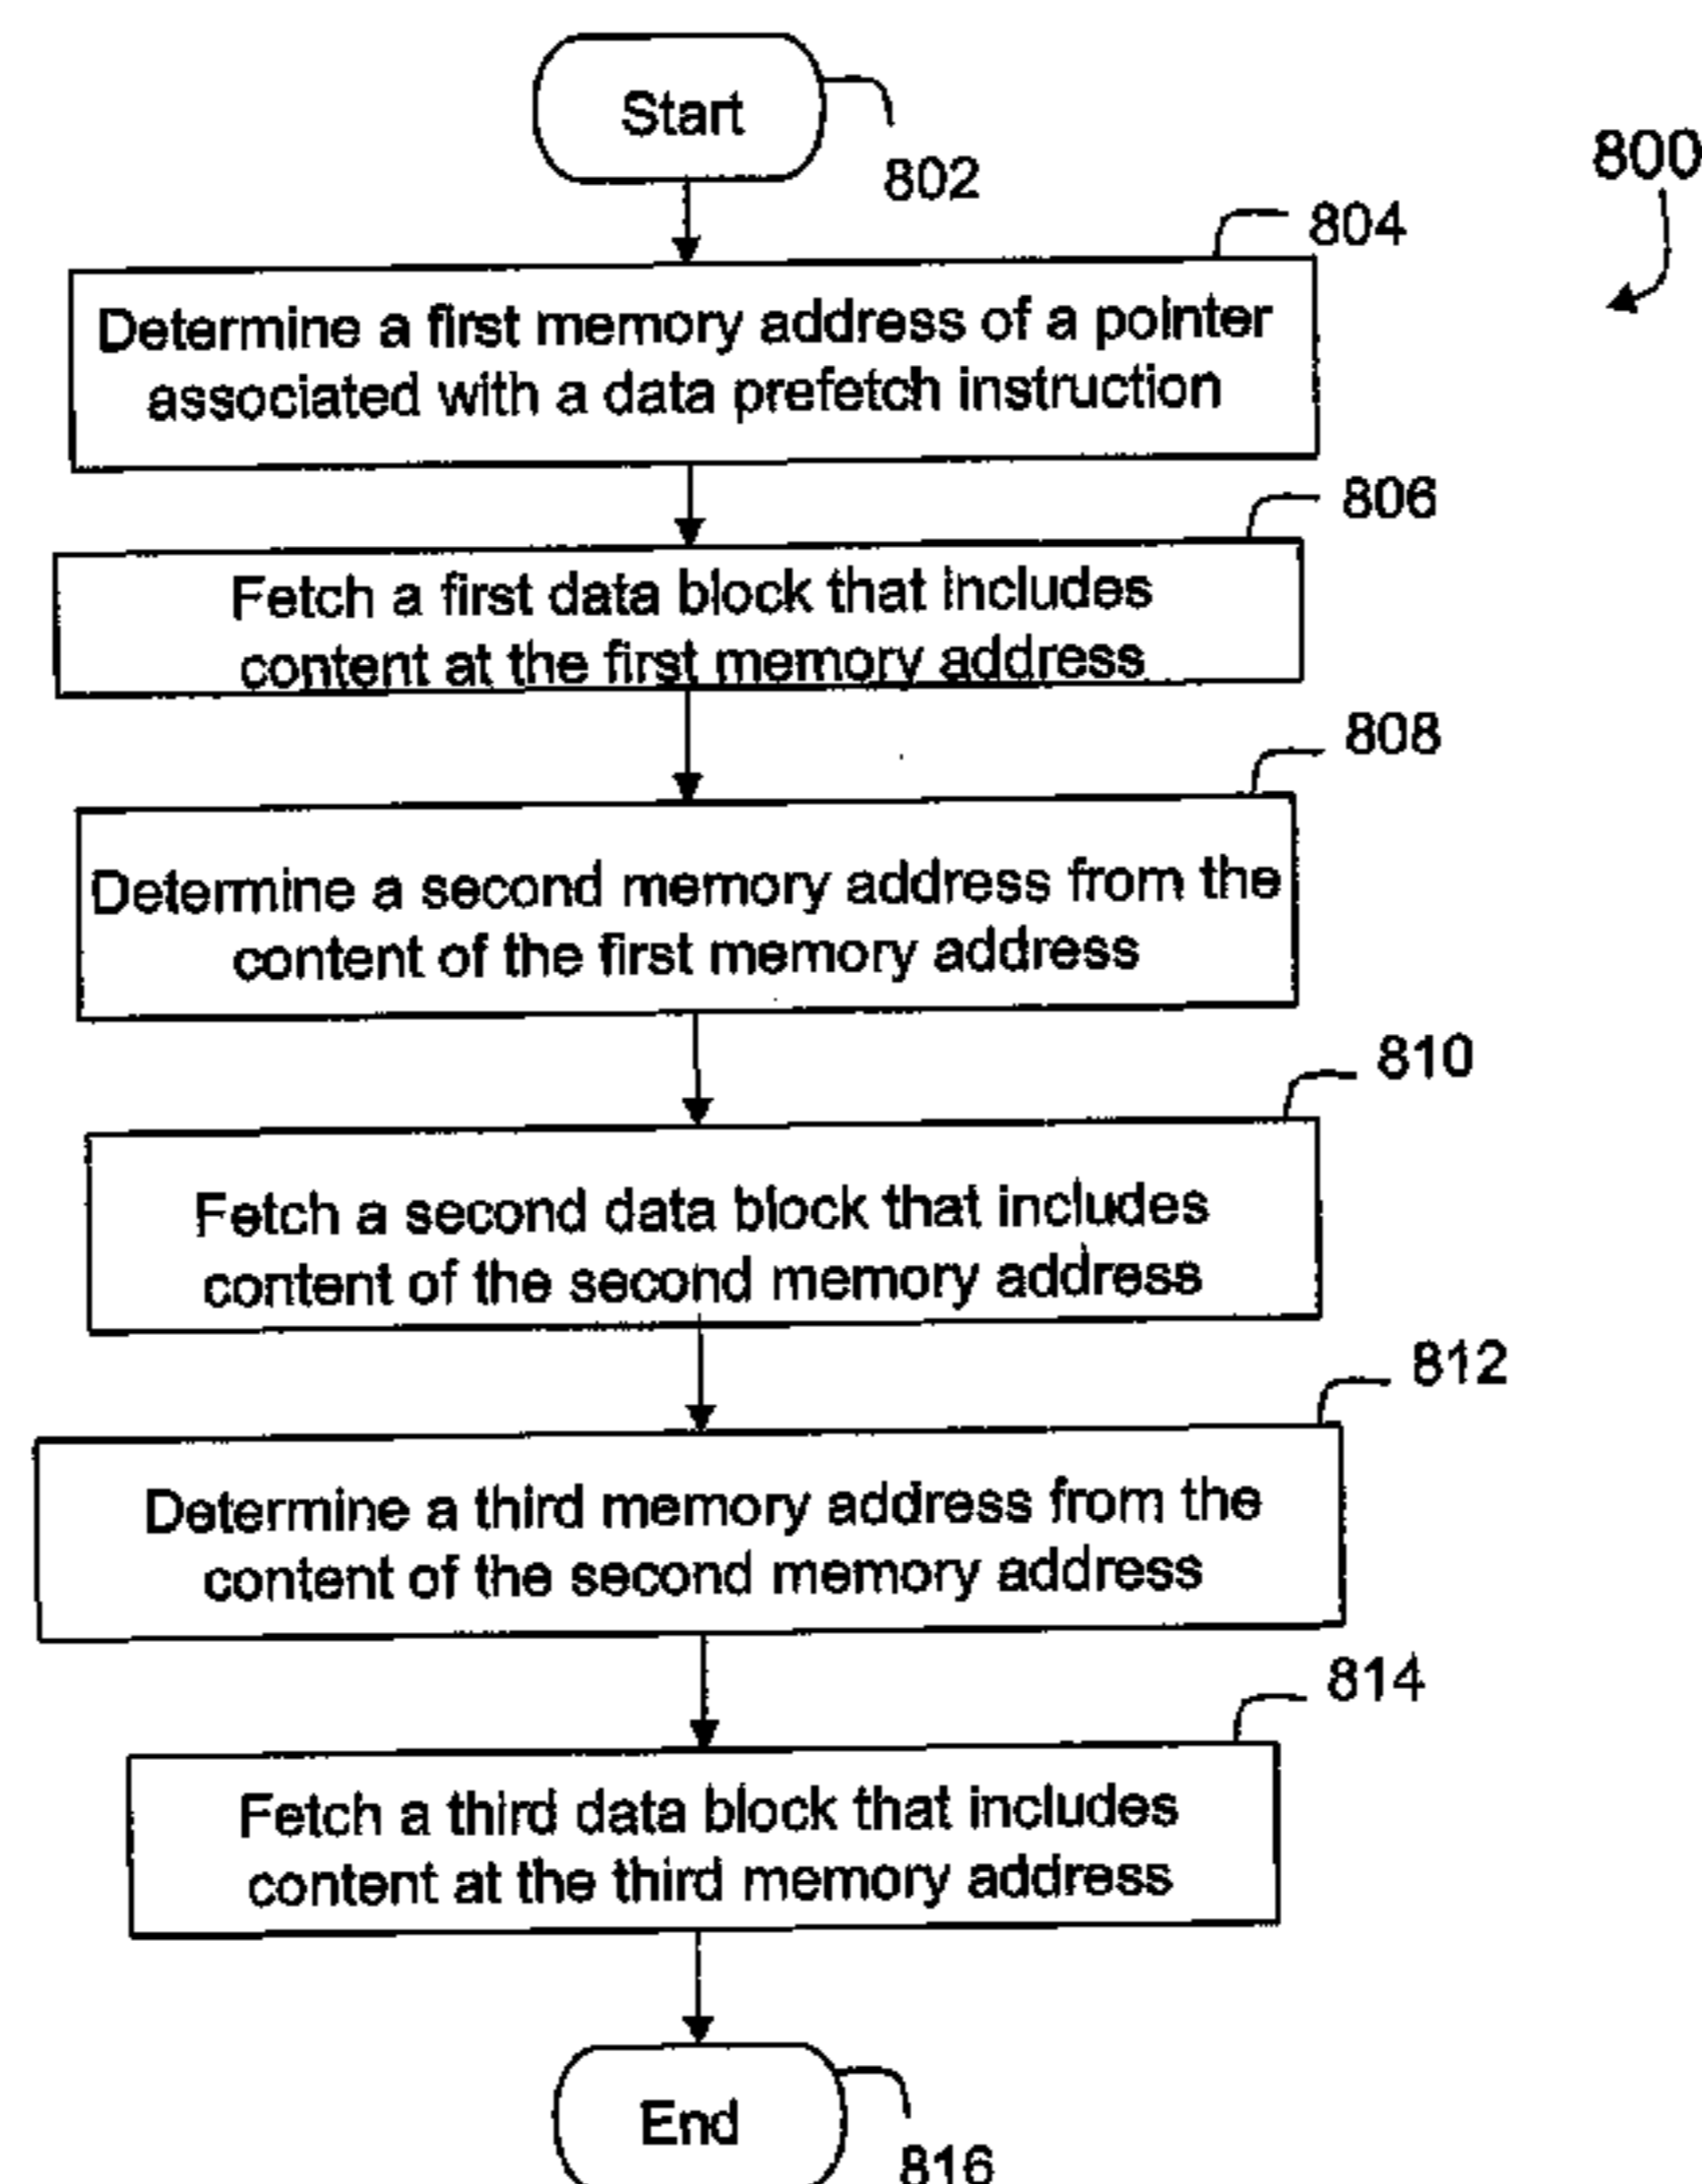 Start
802
800
804
Determine a first memory address of a pointer
associated with a data prefetch instruction
806
Fetch a first data block that includes
content at the first memory address
808
Determine a second memory address from the
content of the first memory address
810
Fetch a second data block that includes
content of the second memory address
812
Determine a third memory address from the
content of the second memory address
814
Fetch a third data block that includes
content at the third memory address
End
816